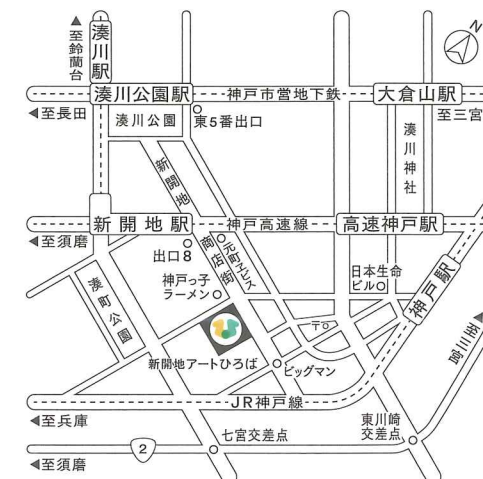 至鈴蘭台
湊川駅
N
湊川公園駅
神戸市営地下鉄
大倉山駅
至長田
湊川公園
東5番出口
至三宮
湊川神社
新開地
新開地駅
神戸高速線
高速神戸駅
至須磨
出口8
商店街
元町ヱビス
神戸っ子
ラーメン
日本生命
ビル
神戸駅
湊町公園
〒
至三宮
新開地アートひろば
ビッグマン
JR神戸線
至兵庫
東川崎
交差点
2
七宮交差点
至須磨